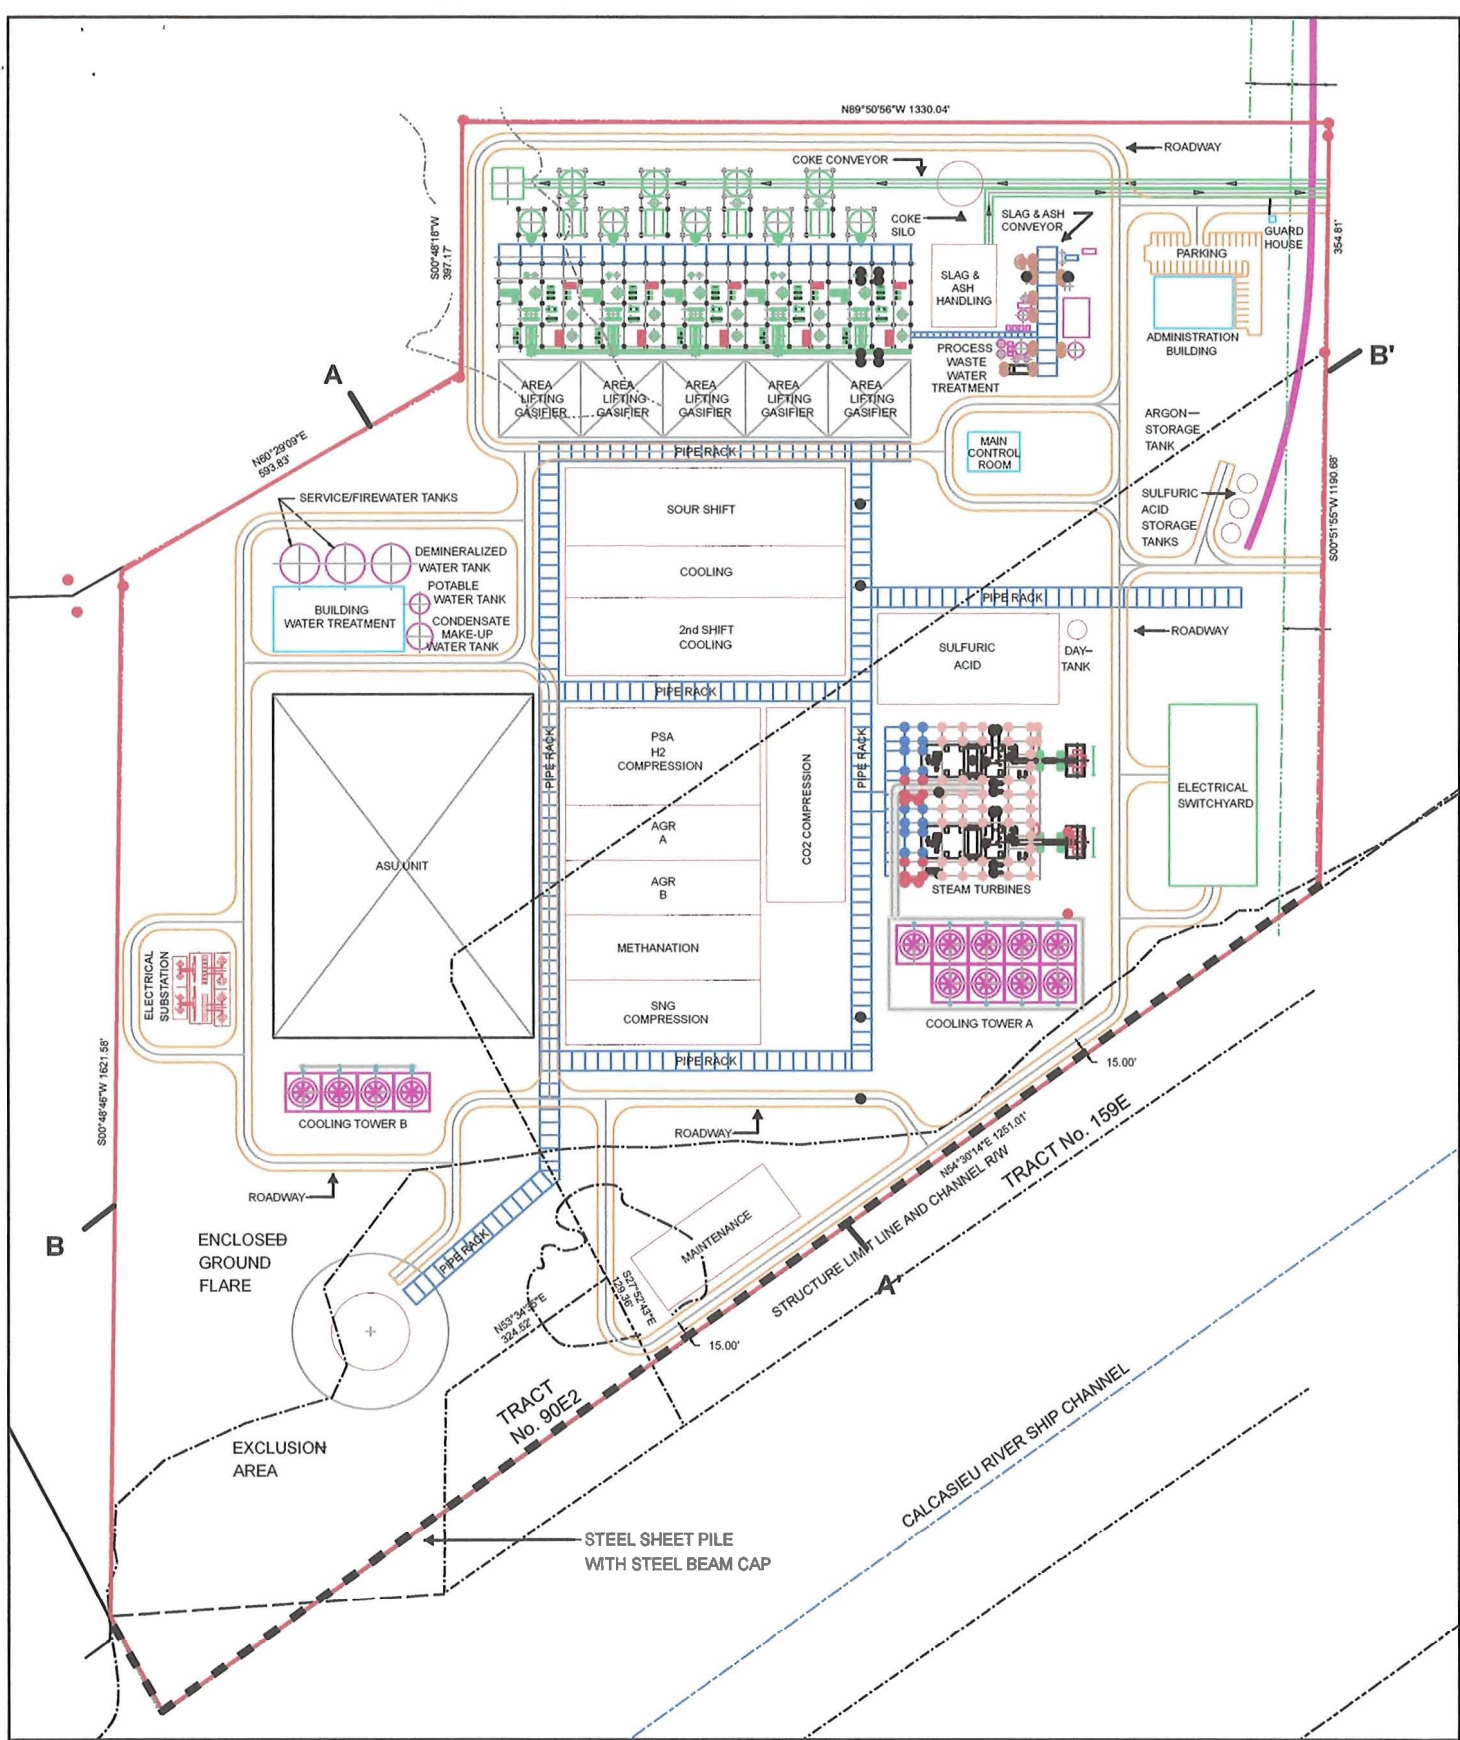 N89°50'56"W 1330.04'
ROADWAY
COKE CONVEYOR
COKE
SILO
SLAG & ASH
CONVEYOR
GUARD
HOUSE
PARKING
S00°48'18"W
397.17
354.81'
SLAG &
ASH
HANDLING
ADMINISTRATION
BUILDING
PROCESS
WASTE
WATER
TREATMENT
A
B'
AREA
LIFTING
GASIFIER
AREA
LIFTING
GASIFIER
AREA
LIFTING
GASIFIER
AREA
LIFTING
GASIFIER
AREA
LIFTING
GASIFIER
ARGON
STORAGE
TANK
N60°29'09"E
593.83'
PIPE RACK
MAIN
CONTROL
ROOM
SERVICE/FIREWATER TANKS
SOUR SHIFT
SULFURIC
ACID
STORAGE
TANKS
S00°51'55"W 1190.68'
DEMINERALIZED
WATER TANK
COOLING
POTABLE
WATER TANK
PIPE RACK
BUILDING
WATER TREATMENT
CONDENSATE
MAKE-UP
WATER TANK
2nd SHIFT
COOLING
ROADWAY
SULFURIC
ACID
DAY-
TANK
PIPE RACK
PIPE RACK
PSA
H2
COMPRESSION
PIPE RACK
CO2 COMPRESSION
ELECTRICAL
SWITCHYARD
AGR
A
ASU UNIT
AGR
B
STEAM TURBINES
METHANATION
ELECTRICAL
SUBSTATION
SNG
COMPRESSION
COOLING TOWER A
PIPE RACK
15.00'
S00°48'46"W 1621.58'
COOLING TOWER B
ROADWAY
N54°30'14"E 1251.01'
TRACT No. 159E
ROADWAY
STRUCTURE LIMIT LINE AND CHANNEL R/W
MAINTENANCE
B
ENCLOSED
GROUND
FLARE
PIPE RACK
A'
S27°52'43"E
129.36'
324.52'
15.00'
TRACT
No. 90E2
EXCLUSION
AREA
CALCASIEU RIVER SHIP CHANNEL
STEEL SHEET PILE
WITH STEEL BEAM CAP